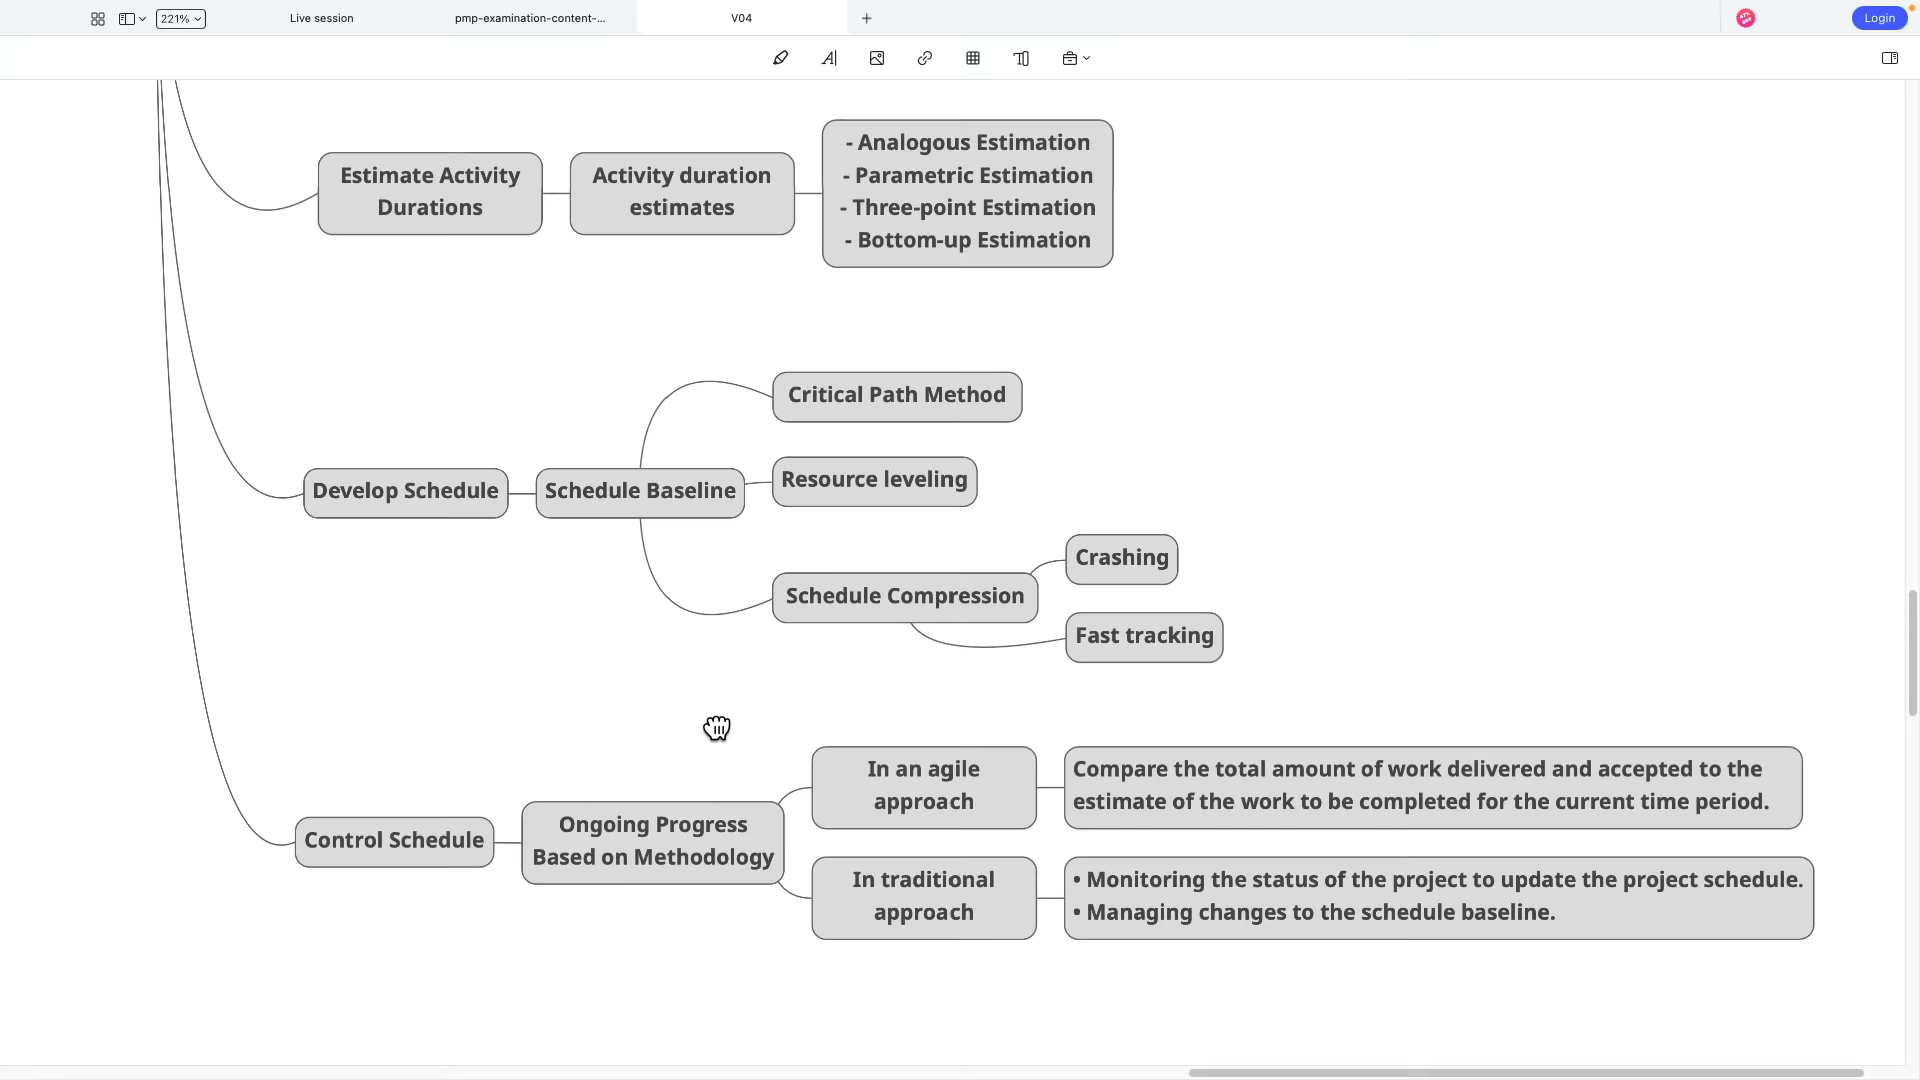 221%
Live session
pmp-examination-content-...
V04
Login
Estimate Activity
Durations
Activity duration
estimates
- Analogous Estimation
- Parametric Estimation
- Three-point Estimation
- Bottom-up Estimation
Develop Schedule
Schedule Baseline
Critical Path Method
Resource leveling
Schedule Compression
Crashing
Fast tracking
Control Schedule
Ongoing Progress
Based on Methodology
In an agile
approach
Compare the total amount of work delivered and accepted to the
estimate of the work to be completed for the current time period.
In traditional
approach
• Monitoring the status of the project to update the project schedule.
• Managing changes to the schedule baseline.